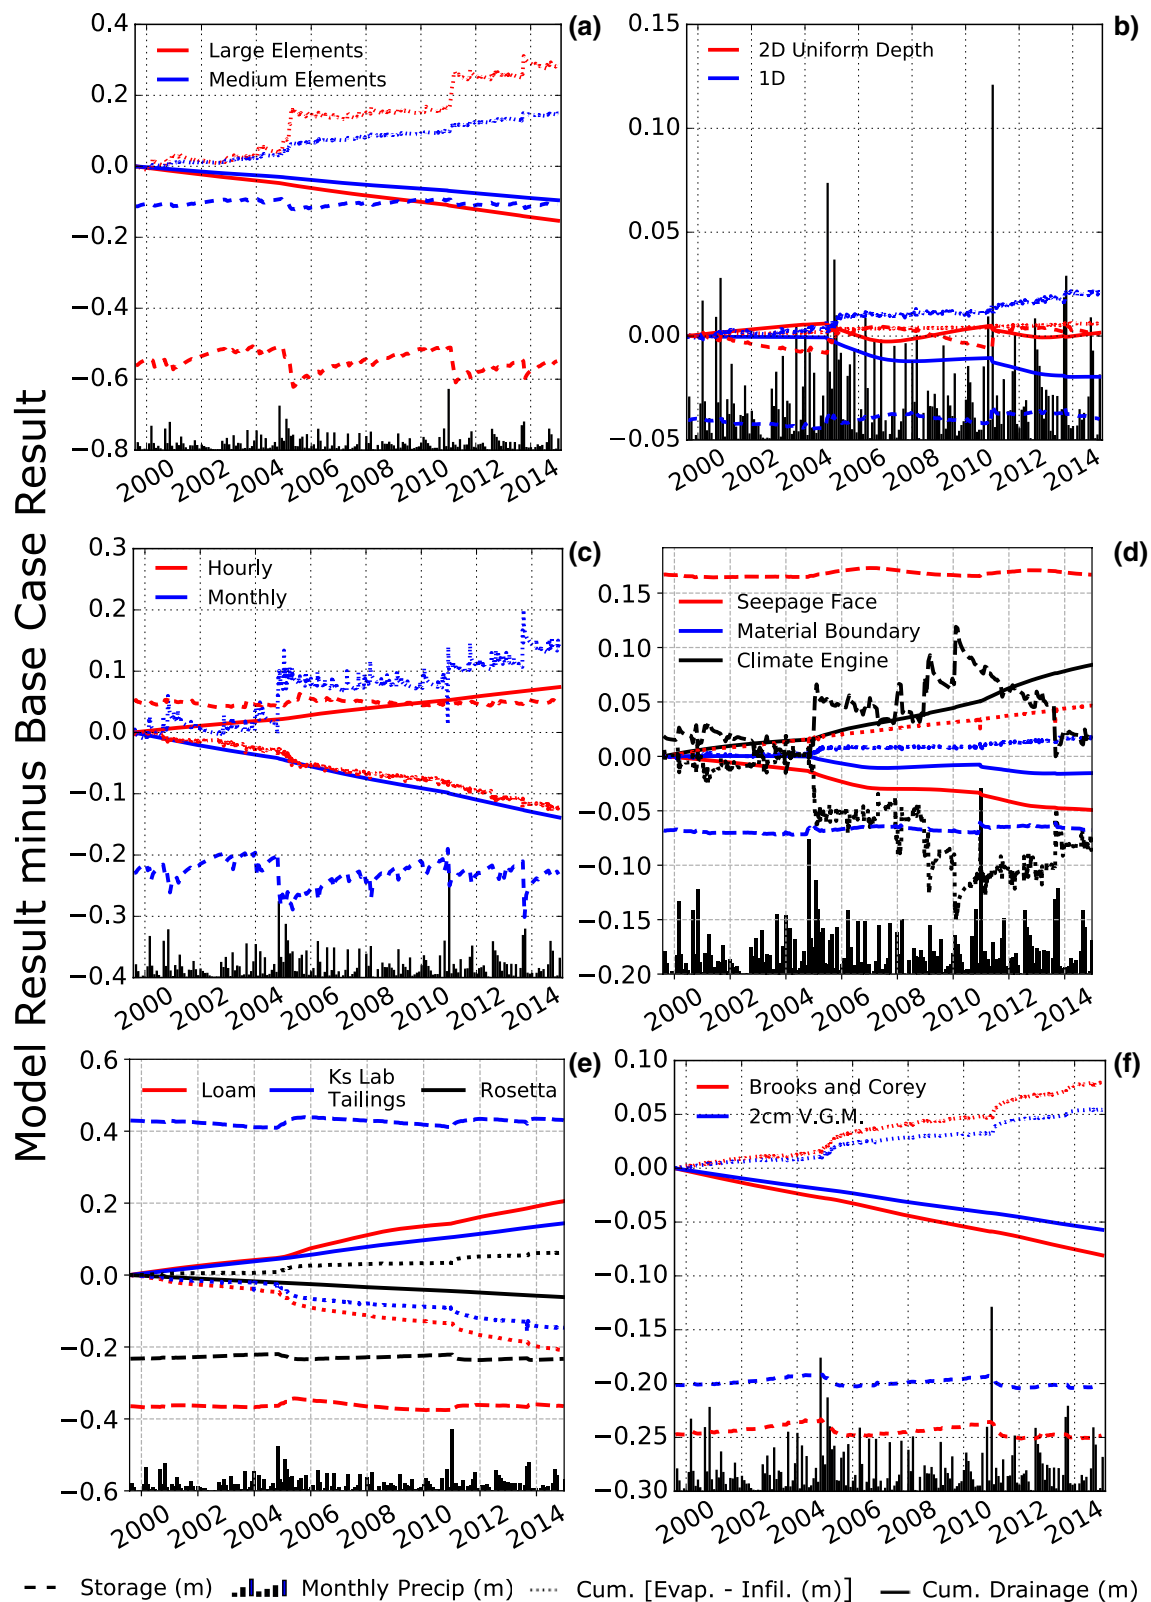 Model Result minus Base Case Result
(a)
0.4
0.2
0.0
−0.2
−0.4
−0.6
−0.8
Large Elements
Medium Elements
2000 2002 2004 2006 2008 2010 2012 2014
b)
0.15
0.10
0.05
0.00
−0.05
2D Uniform Depth
1D
2000 2002 2004 2006 2008 2010 2012 2014
(c)
0.3
0.2
0.1
0.0
−0.1
−0.2
−0.3
−0.4
Hourly
Monthly
2000 2002 2004 2006 2008 2010 2012 2014
(d)
0.15
0.10
0.05
0.00
−0.05
−0.10
−0.15
−0.20
Seepage Face
Material Boundary
Climate Engine
2000 2002 2004 2006 2008 2010 2012 2014
(e)
0.6
0.4
0.2
0.0
−0.2
−0.4
−0.6
Loam
Ks Lab
Tailings
Rosetta
2000 2002 2004 2006 2008 2010 2012 2014
(f)
0.10
0.05
0.00
−0.05
−0.10
−0.15
−0.20
−0.25
−0.30
Brooks and Corey
2cm V.G.M.
2000 2002 2004 2006 2008 2010 2012 2014
Storage (m) Monthly Precip (m) Cum. [Evap. - Infil. (m)] Cum. Drainage (m)